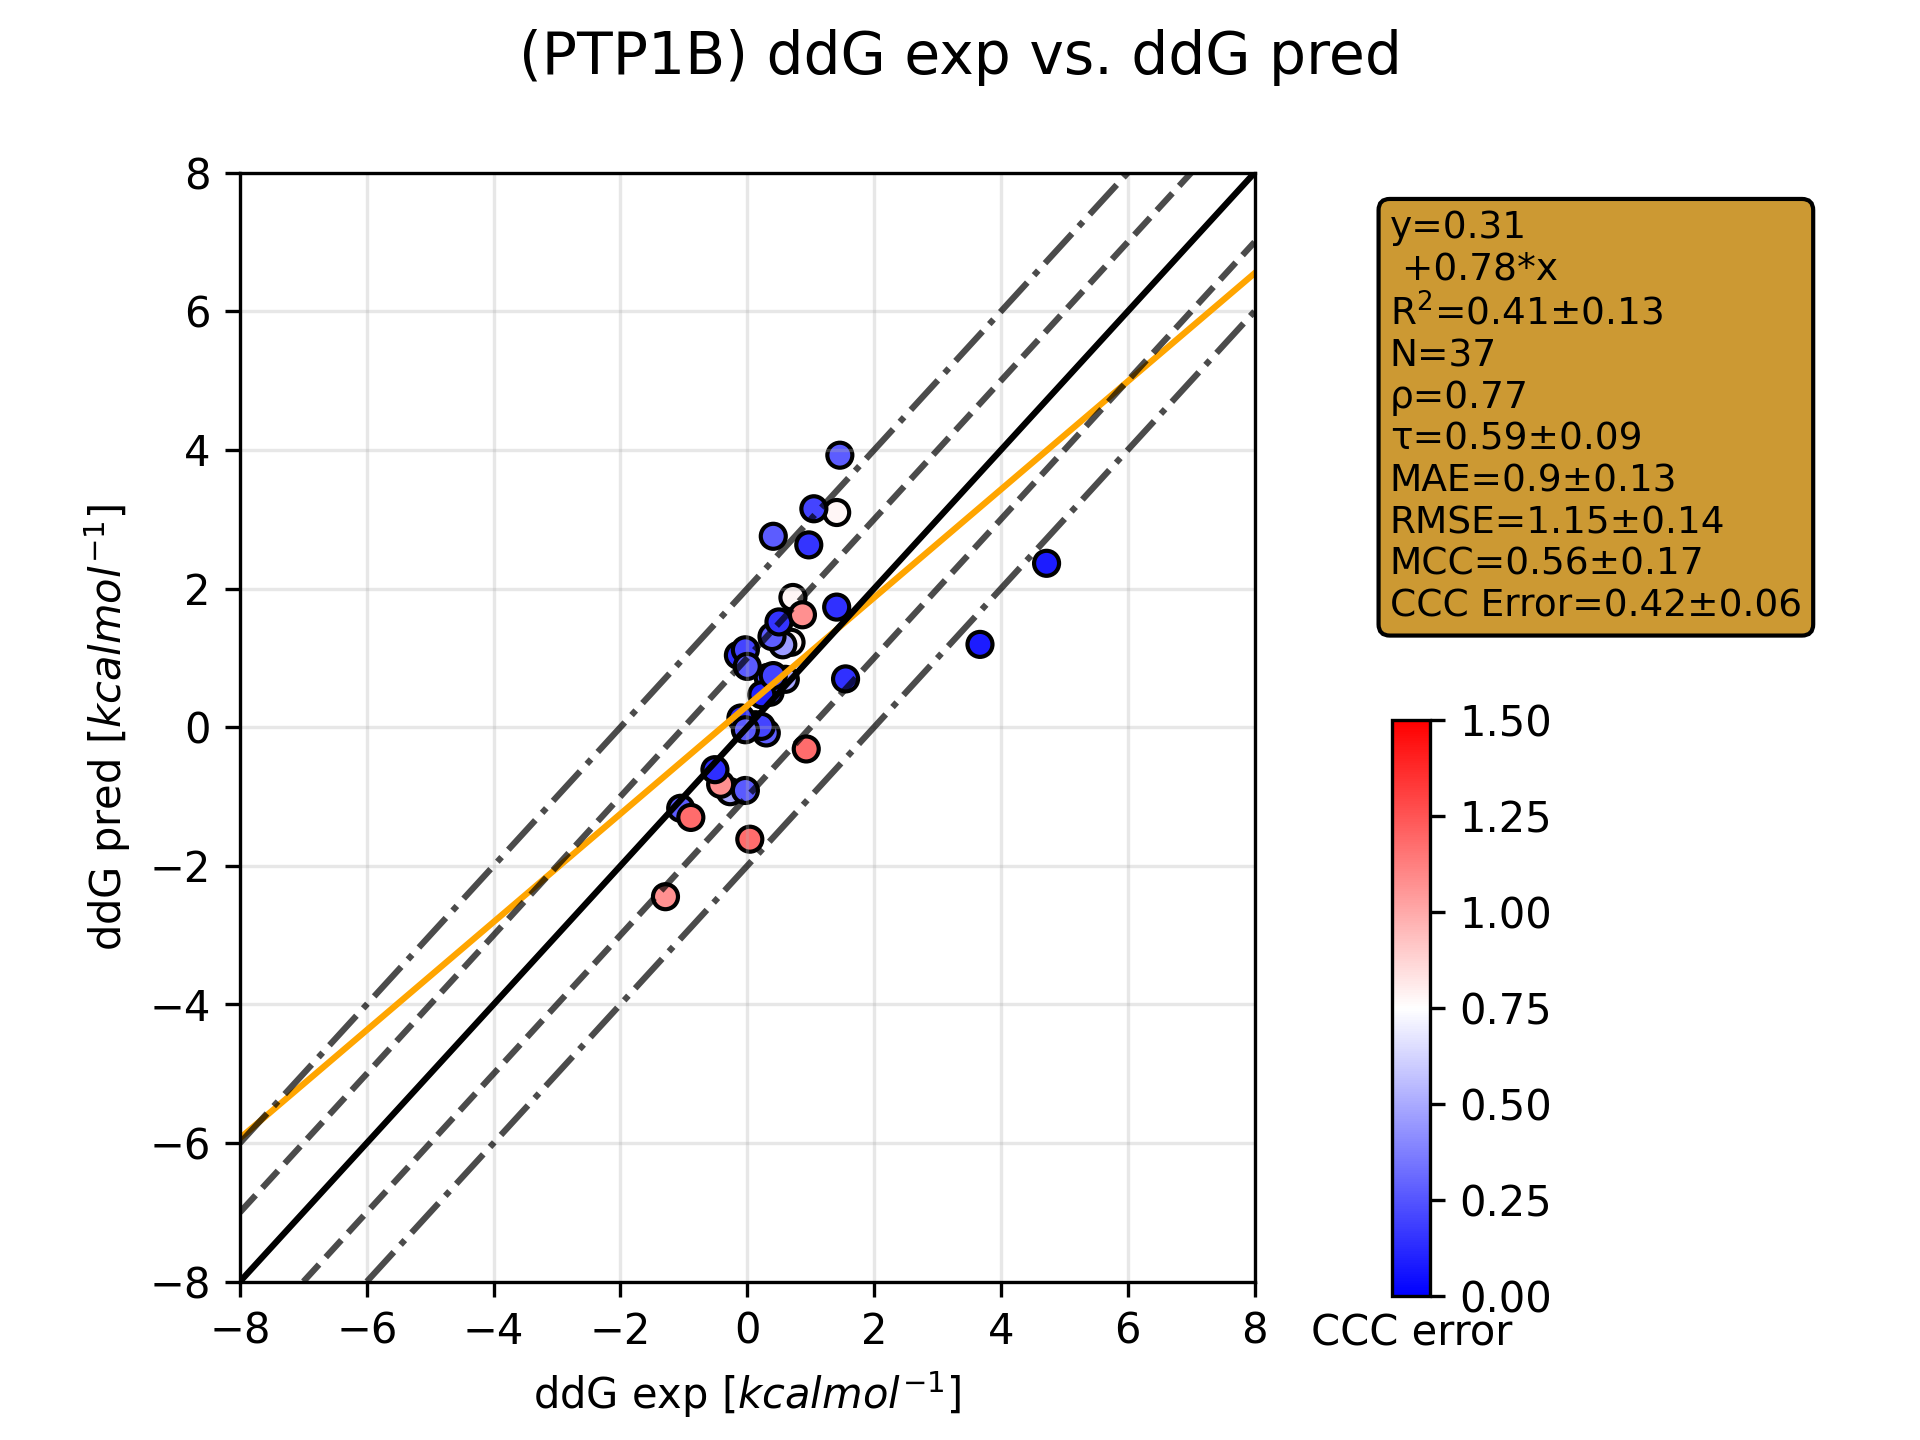 (PTP1B) ddG exp vs. ddG pred
8
6
4
2
0
−2
−4
−6
−8
ddG pred [kcalmol⁻¹]
−8 −6 −4 −2 0 2 4 6 8
ddG exp [kcalmol⁻¹]
y=0.31
+0.78*x
R²=0.41±0.13
N=37
ρ=0.77
τ=0.59±0.09
MAE=0.9±0.13
RMSE=1.15±0.14
MCC=0.56±0.17
CCC Error=0.42±0.06
1.50
1.25
1.00
0.75
0.50
0.25
0.00
CCC error